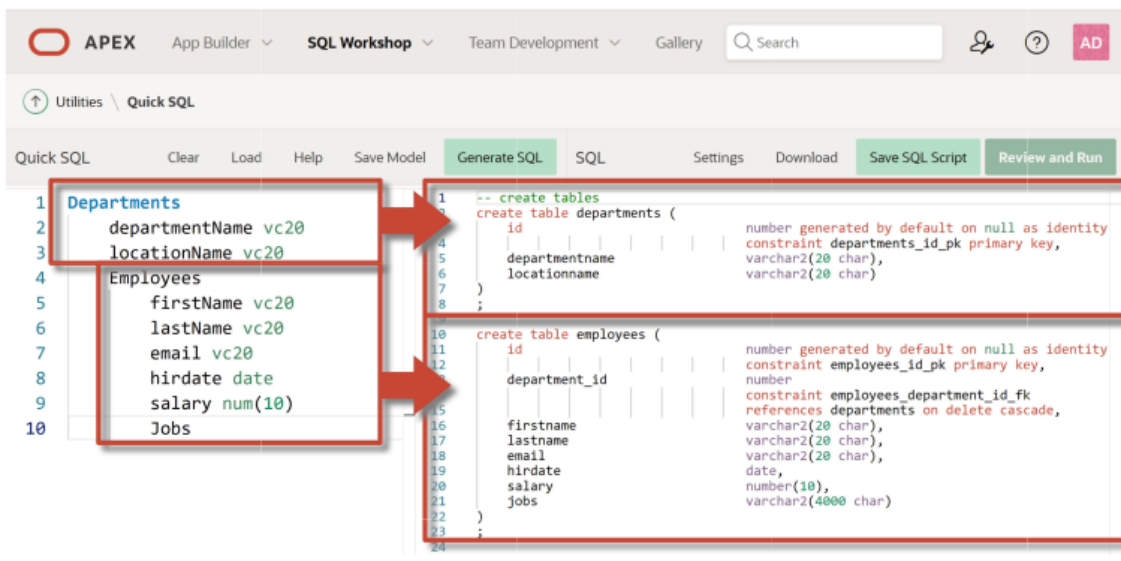 APEX App Builder SQL Workshop Team Development Gallery Search AD
Utilities \ Quick SQL
Quick SQL Clear Load Help Save Model Generate SQL SQL Settings Download Save SQL Script Review and Run
1 Departments
2 departmentName vc20
3 locationName vc20
4 Employees
5 firstName vc20
6 lastName vc20
7 email vc20
8 hirdate date
9 salary num(10)
10 Jobs
1 -- create tables
create table departments (
id number generated by default on null as identity
4 constraint departments_id_pk primary key,
5 departmentname varchar2(20 char),
6 locationname varchar2(20 char)
7 )
8 ;
10 create table employees (
11 id number generated by default on null as identity
12 constraint employees_id_pk primary key,
department_id number
constraint employees_department_id_fk
15 references departments on delete cascade,
16 firstname varchar2(20 char),
17 lastname varchar2(20 char),
18 email varchar2(20 char),
19 hirdate date,
20 salary number(10),
21 jobs varchar2(4000 char)
22 )
23 ;
24